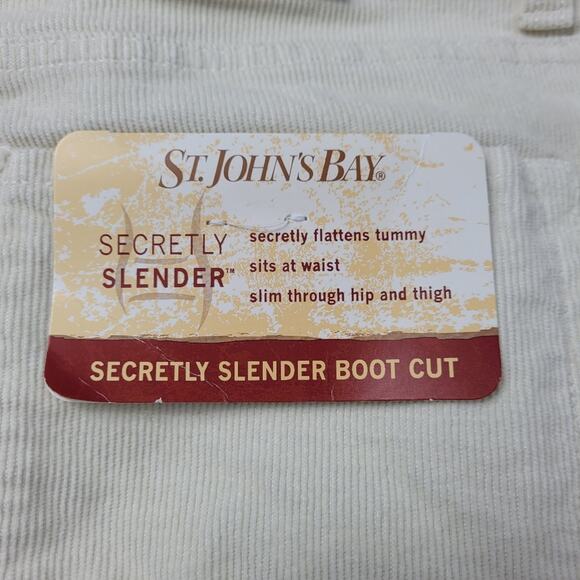 ST. JOHN'S BAY®
SECRETLY
SLENDER™
secretly flattens tummy
sits at waist
slim through hip and thigh
SECRETLY SLENDER BOOT CUT